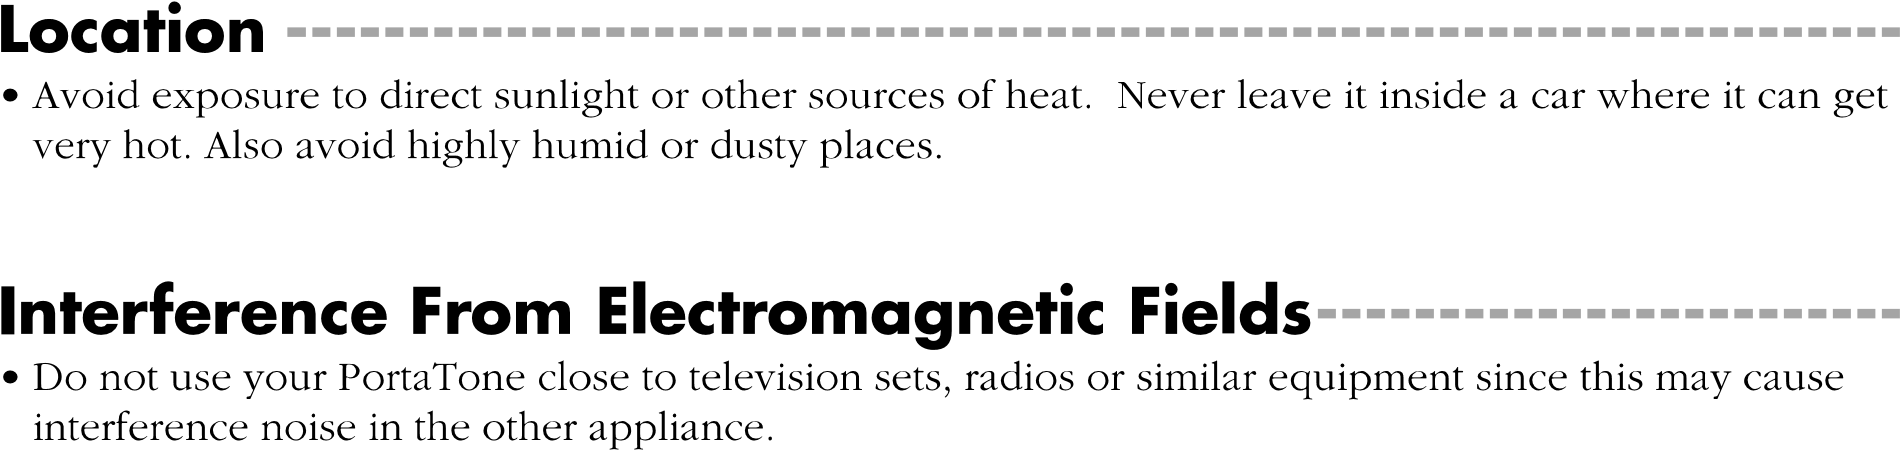 Location
• Avoid exposure to direct sunlight or other sources of heat.  Never leave it inside a car where it can get
very hot. Also avoid highly humid or dusty places.
Interference From Electromagnetic Fields
• Do not use your PortaTone close to television sets, radios or similar equipment since this may cause
interference noise in the other appliance.